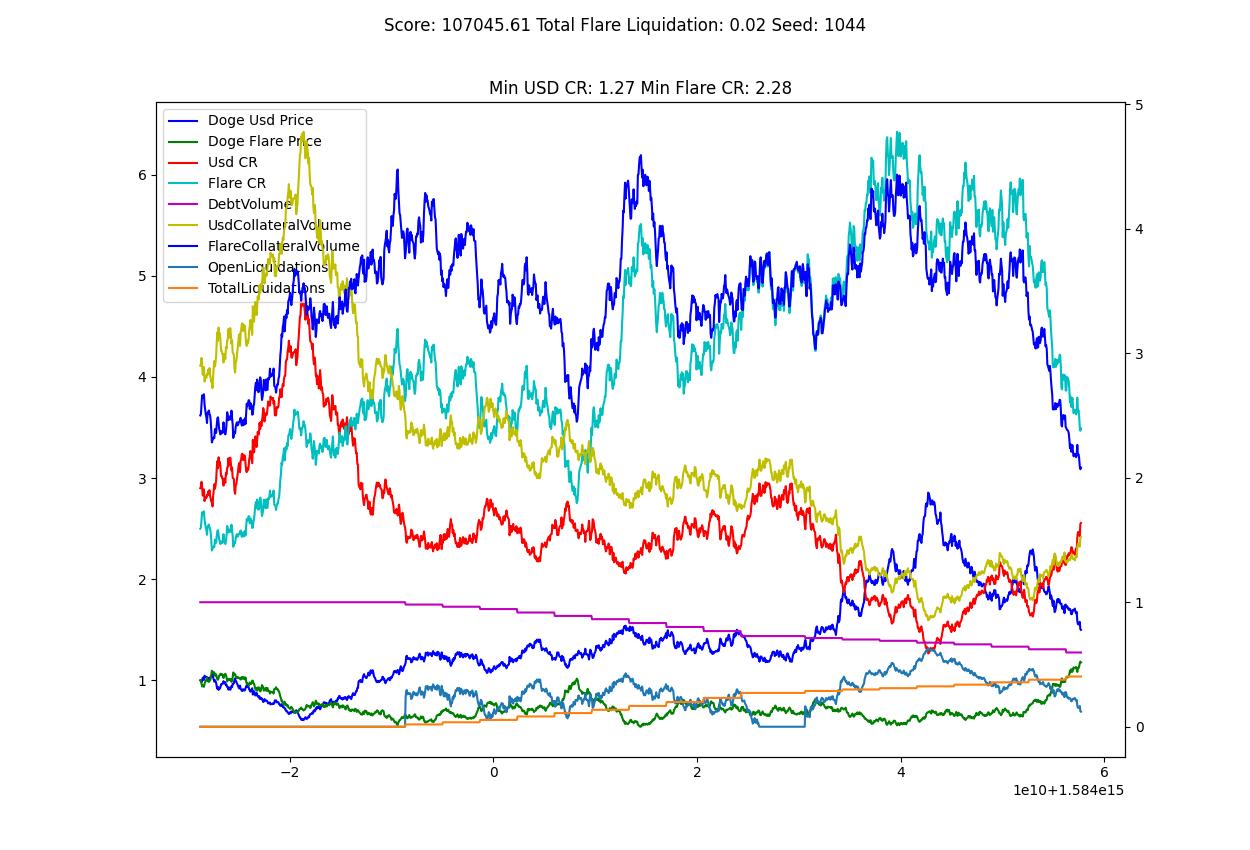 Score: 107045.61 Total Flare Liquidation: 0.02 Seed: 1044
Min USD CR: 1.27 Min Flare CR: 2.28
Doge Usd Price
Doge Flare Price
Usd CR
Flare CR
DebtVolume
UsdCollateralVolume
FlareCollateralVolume
OpenLiquidations
TotalLiquidations
6
5
4
3
2
1
5
4
3
2
1
0
−2
0
2
4
6
1e10+1.584e15